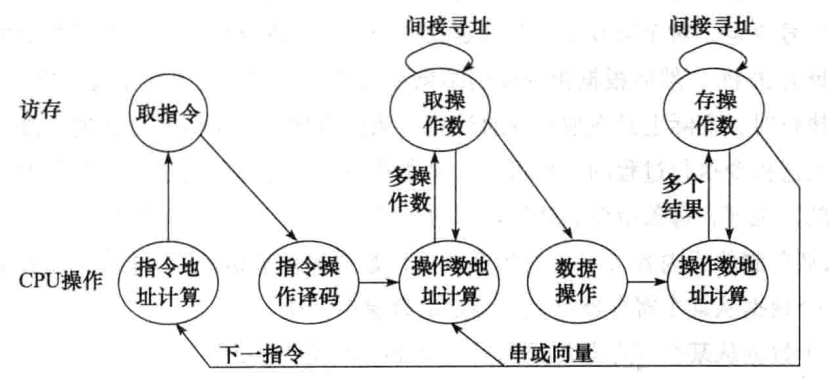 间接寻址
间接寻址
访存
取指令
取操
作数
存操
作数
多操
作数
多个
结果
CPU操作
指令地
址计算
指令操
作译码
操作数地
址计算
数据
操作
操作数地
址计算
下一指令
串或向量